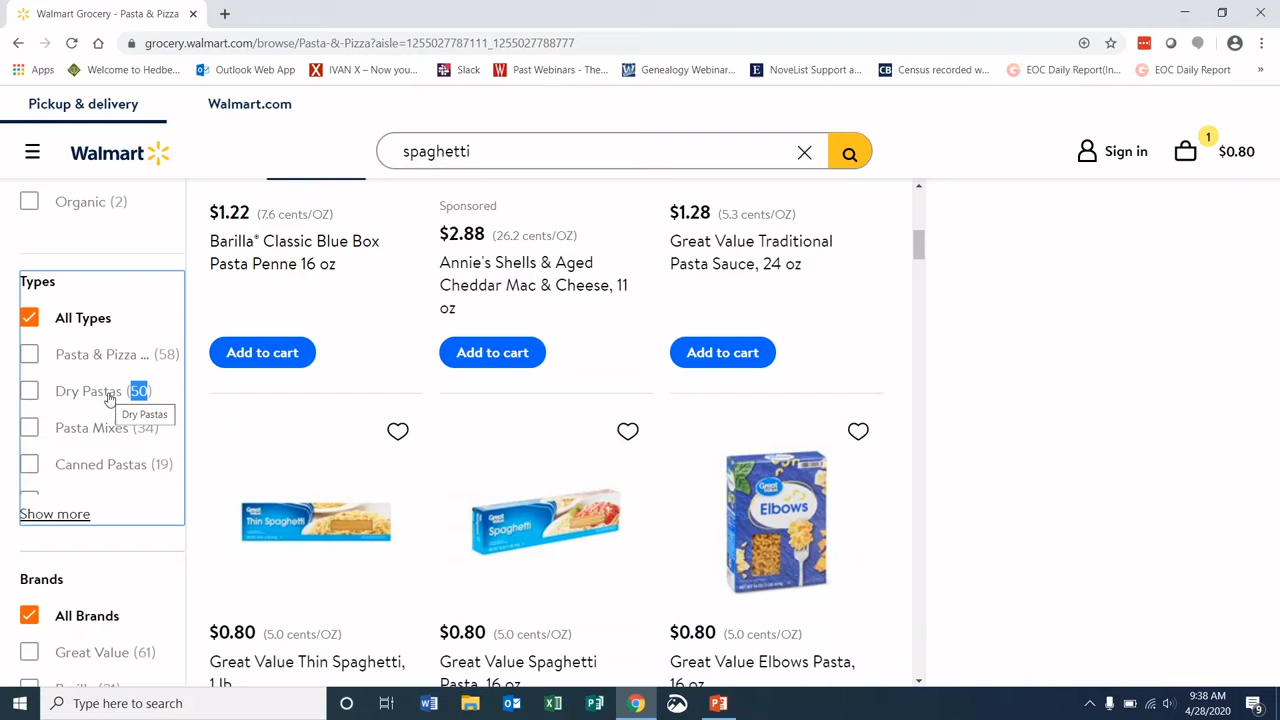 Walmart Grocery - Pasta & Pizza
grocery.walmart.com/browse/Pasta-&-Pizza?aisle=1255027787111_1255027788777
Apps
Welcome to Hedbe...
Outlook Web App
IVAN X – Now you...
Slack
Past Webinars - The...
Genealogy Webinar...
NoveList Support a...
Census recorded w...
EOC Daily Report(In...
EOC Daily Report
Pickup & delivery
Walmart.com
Walmart
spaghetti
Sign in
1
$0.80
Organic (2)
Types
All Types
Pasta & Pizza ... (58)
Dry Pastas (50)
Dry Pastas
Pasta Mixes (34)
Canned Pastas (19)
Show more
Brands
All Brands
Great Value (61)
$1.22 (7.6 cents/OZ)
Barilla® Classic Blue Box
Pasta Penne 16 oz
Add to cart
Sponsored
$2.88 (26.2 cents/OZ)
Annie's Shells & Aged
Cheddar Mac & Cheese, 11
oz
Add to cart
$1.28 (5.3 cents/OZ)
Great Value Traditional
Pasta Sauce, 24 oz
Add to cart
Thin Spaghetti
$0.80 (5.0 cents/OZ)
Great Value Thin Spaghetti,
1 lb
Spaghetti
$0.80 (5.0 cents/OZ)
Great Value Spaghetti
Pasta, 16 oz
Great Value
Elbows
$0.80 (5.0 cents/OZ)
Great Value Elbows Pasta,
16 oz
Type here to search
9:38 AM
4/28/2020
9